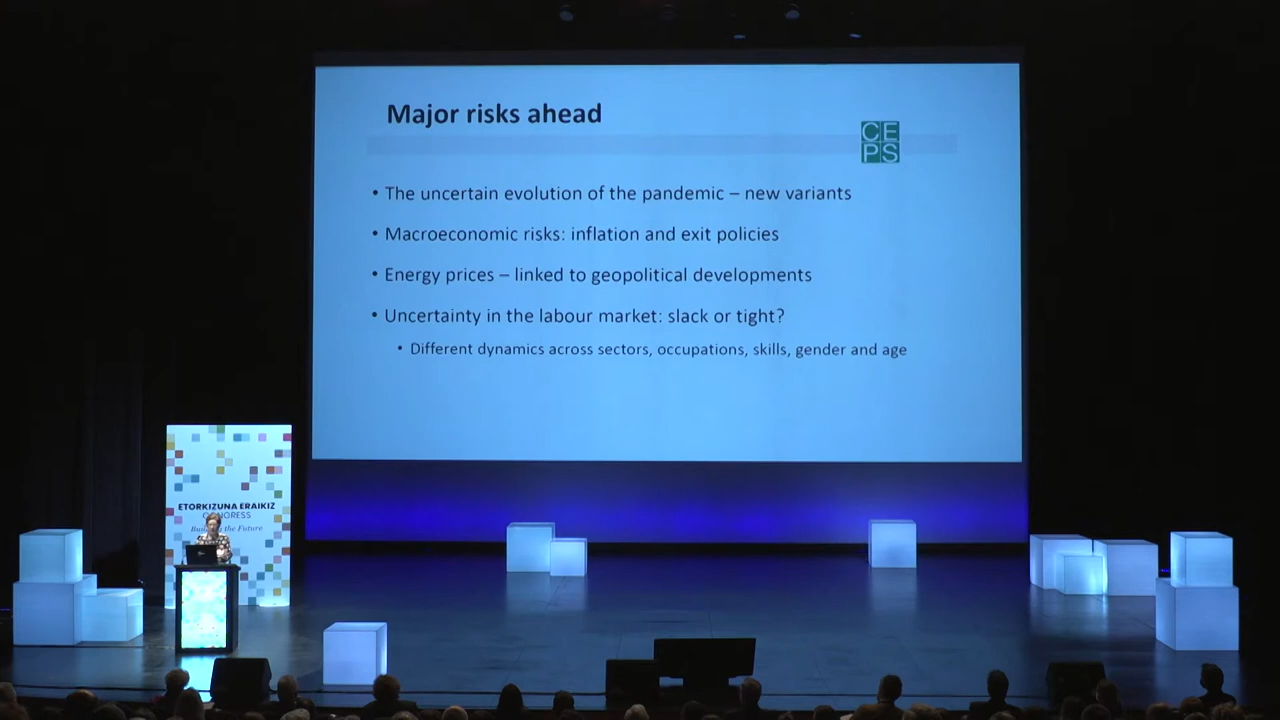 Major risks ahead
CE
PS
• The uncertain evolution of the pandemic – new variants
• Macroeconomic risks: inflation and exit policies
• Energy prices – linked to geopolitical developments
• Uncertainty in the labour market: slack or tight?
• Different dynamics across sectors, occupations, skills, gender and age
ETORKIZUNA ERAIKIZ
the Future